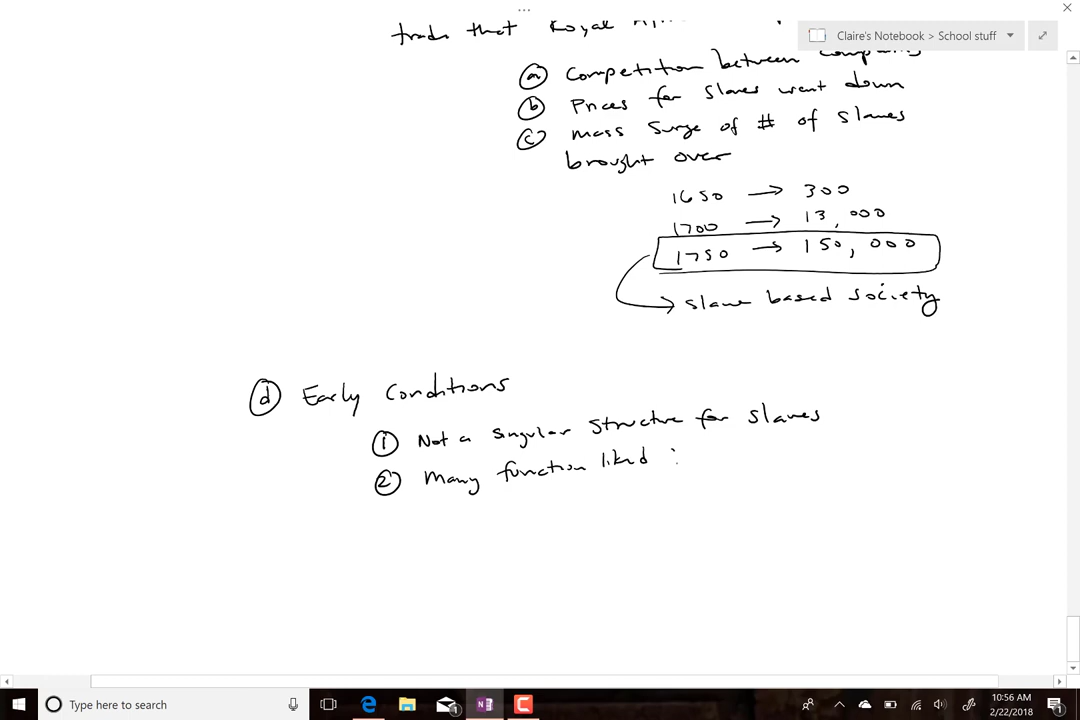 Claire's Notebook > School stuff
trade that Royal
ⓐ Competition between
ⓑ Prices for slaves went down
ⓒ mass surge of # of slaves
brought over
1650 → 300
1700 → 13,000
1750 → 150,000
→ slave based society
ⓓ Early Conditions
① Not a singular structure for slaves
② Many function liked
Type here to search
10:56 AM
2/22/2018